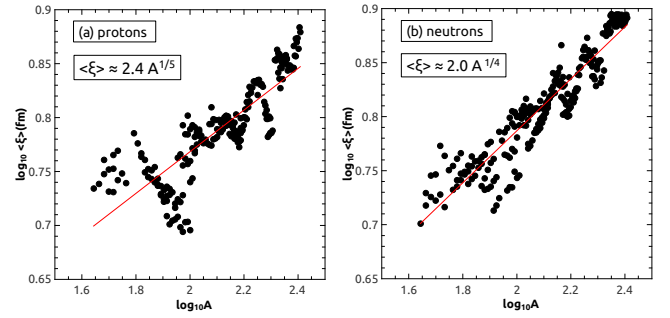 (a) protons
<ξ> ≈ 2.4 A^1/5
log10 <ξ>(fm)
0.9
0.85
0.8
0.75
0.7
0.65
1.6
1.8
2
2.2
2.4
log10A
(b) neutrons
<ξ> ≈ 2.0 A^1/4
log10 <ξ>(fm)
0.9
0.85
0.8
0.75
0.7
0.65
1.6
1.8
2
2.2
2.4
log10A